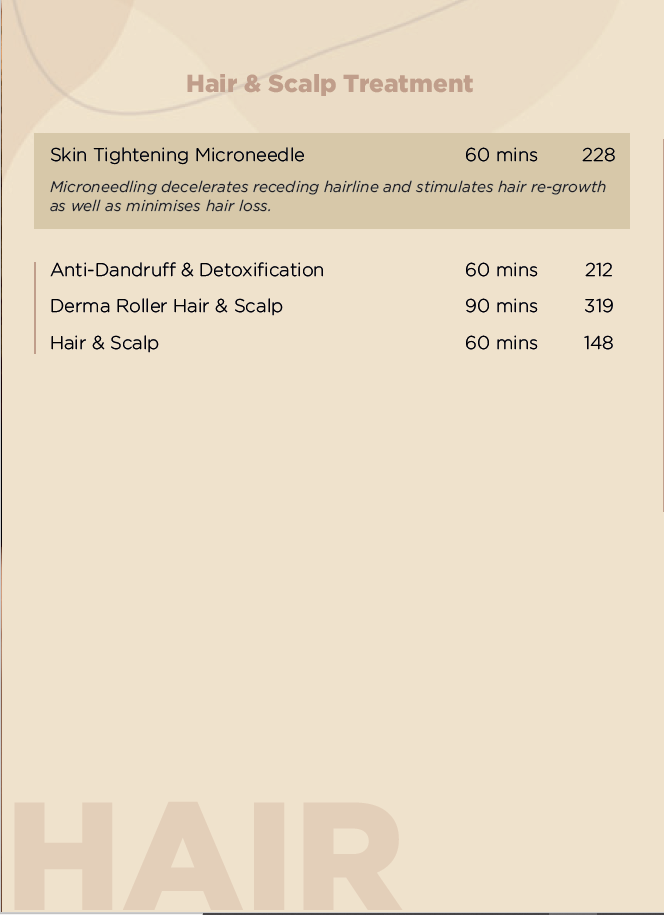 Hair & Scalp Treatment
Skin Tightening Microneedle 60 mins 228
Microneedling decelerates receding hairline and stimulates hair re-growth
as well as minimises hair loss.
Anti-Dandruff & Detoxification 60 mins 212
Derma Roller Hair & Scalp 90 mins 319
Hair & Scalp 60 mins 148
HAIR